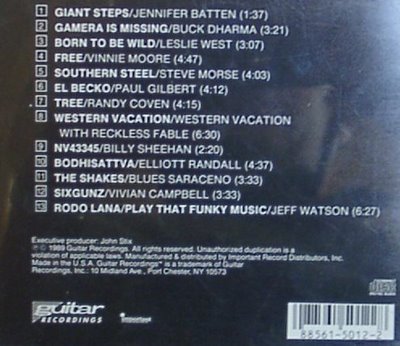 1 GIANT STEPS/JENNIFER BATTEN (1:37)
2 GAMERA IS MISSING/BUCK DHARMA (3:21)
3 BORN TO BE WILD/LESLIE WEST (3:07)
4 FREE/VINNIE MOORE (4:47)
5 SOUTHERN STEEL/STEVE MORSE (4:03)
6 EL BECKO/PAUL GILBERT (4:12)
7 TREE/RANDY COVEN (4:15)
8 WESTERN VACATION/WESTERN VACATION
WITH RECKLESS FABLE (6:30)
9 NV43345/BILLY SHEEHAN (2:20)
10 BODHISATTVA/ELLIOTT RANDALL (4:37)
11 THE SHAKES/BLUES SARACENO (3:33)
12 SIXGUNZ/VIVIAN CAMPBELL (3:33)
13 RODO LANA/PLAY THAT FUNKY MUSIC/JEFF WATSON (6:27)
Executive producer: John Stix
℗ © 1989 Guitar Recordings. All rights reserved. Unauthorized duplication is a
violation of applicable laws. Manufactured & distributed by Important Record Distributors, Inc.
Made in the U.S.A. Guitar Recordings™ is a trademark of Guitar
Recordings, Inc.; 10 Midland Ave., Port Chester, NY 10573
guitar
RECORDINGS
Important
88561-5012-2